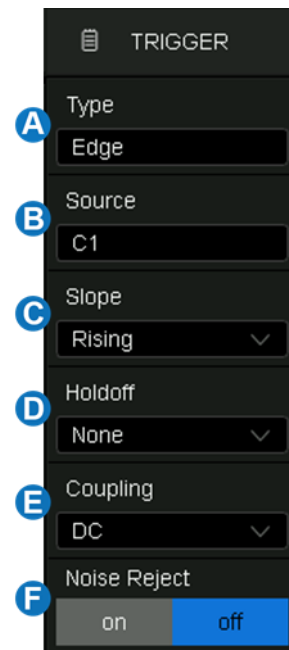 TRIGGER
A
Type
Edge
B
Source
C1
C
Slope
Rising
D
Holdoff
None
E
Coupling
DC
F
Noise Reject
on off